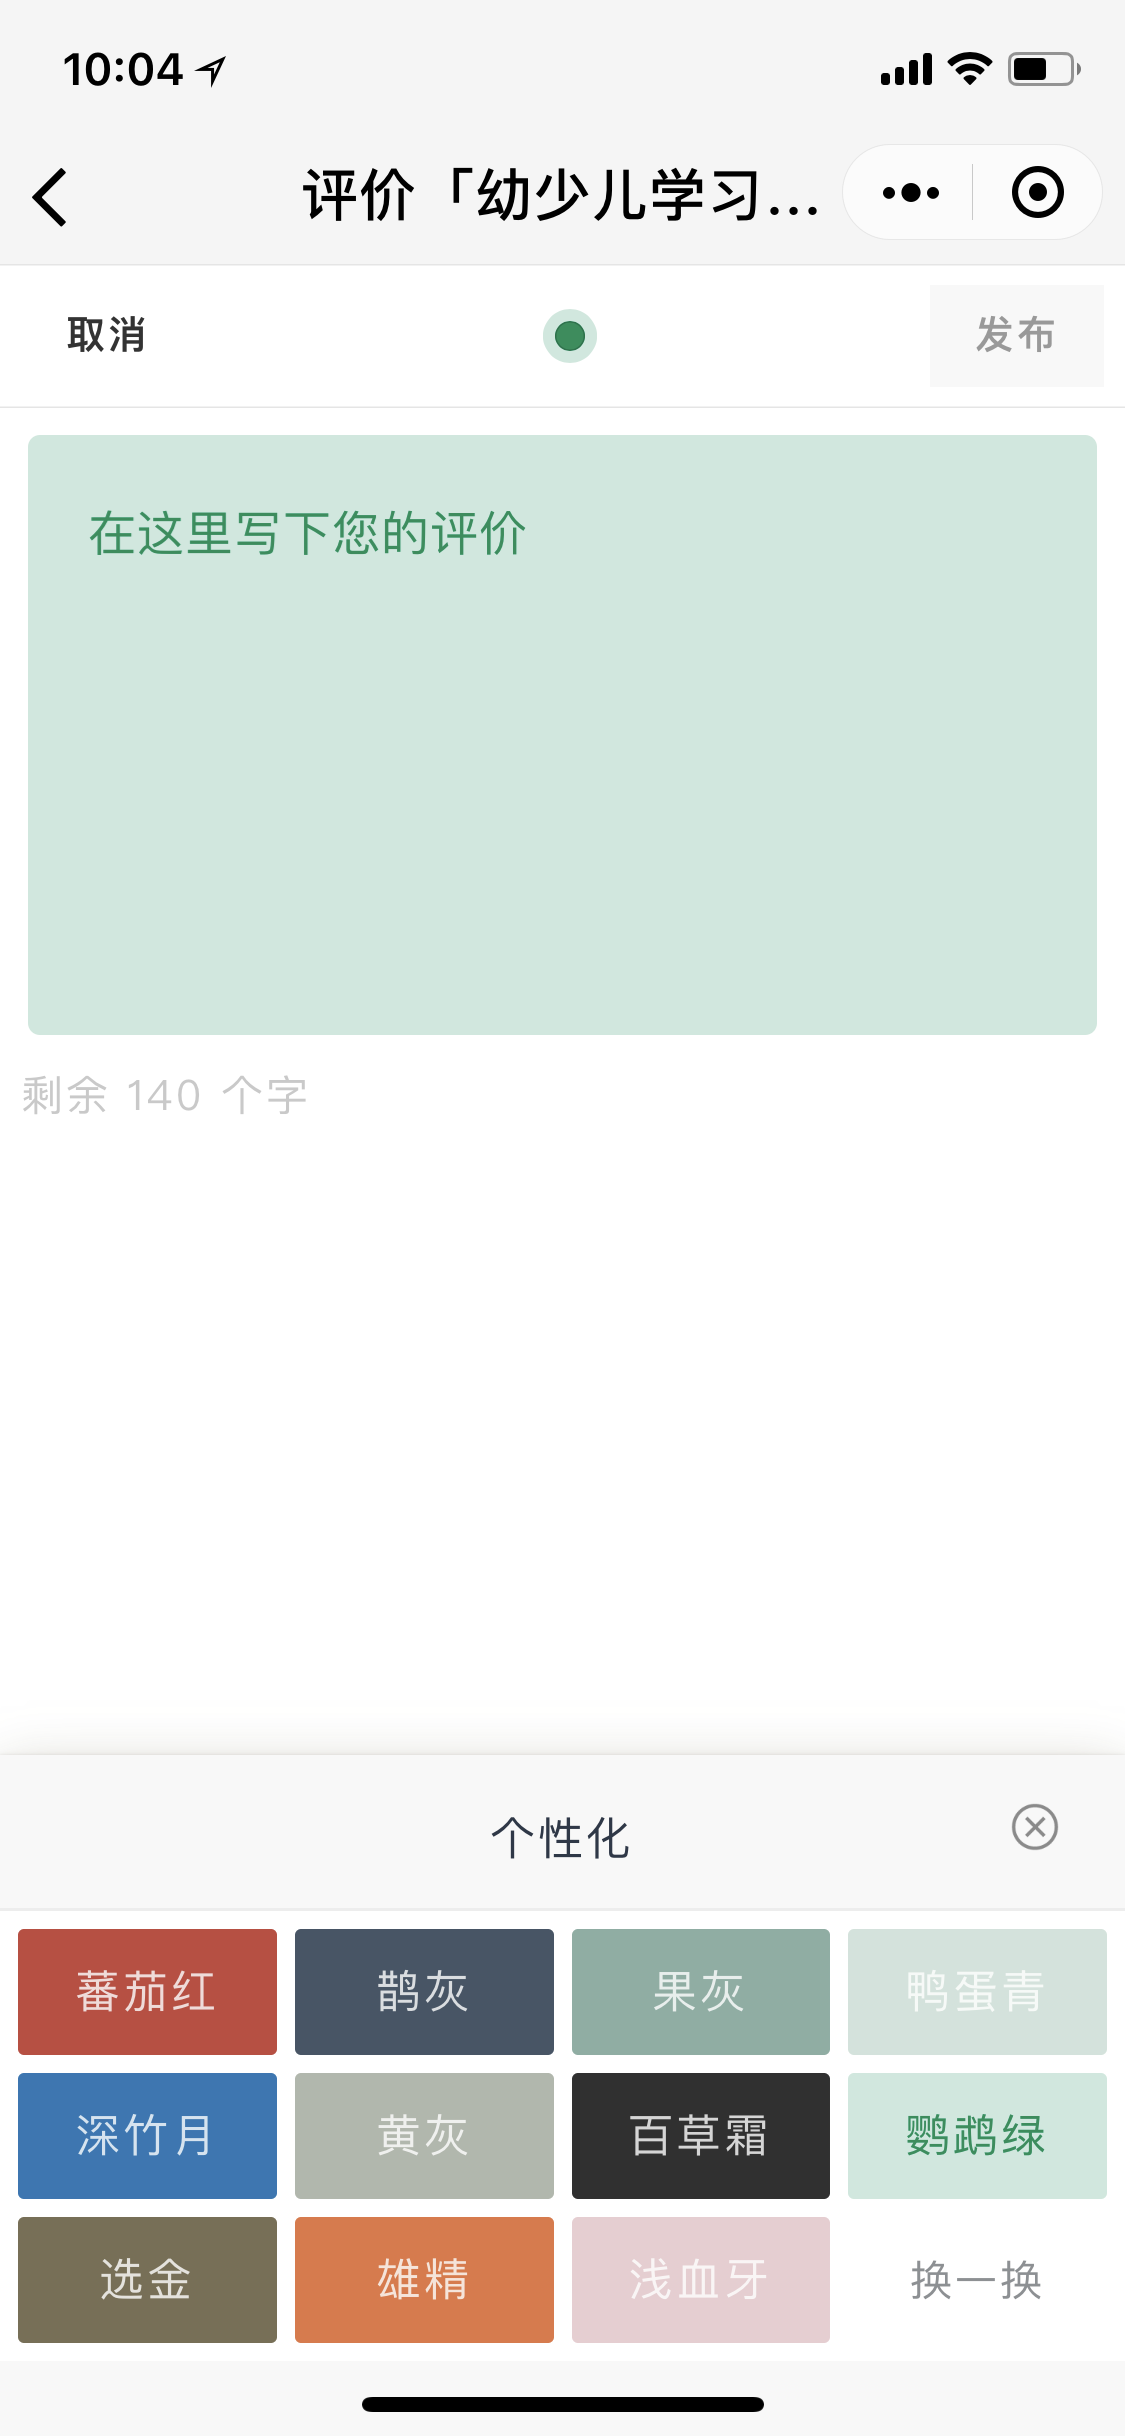 10:04
评价「幼少儿学习...
取消
发布
在这里写下您的评价
剩余 140 个字
个性化
蕃茄红 鹊灰 果灰 鸭蛋青
深竹月 黄灰 百草霜 鹦鹉绿
选金 雄精 浅血牙 换一换